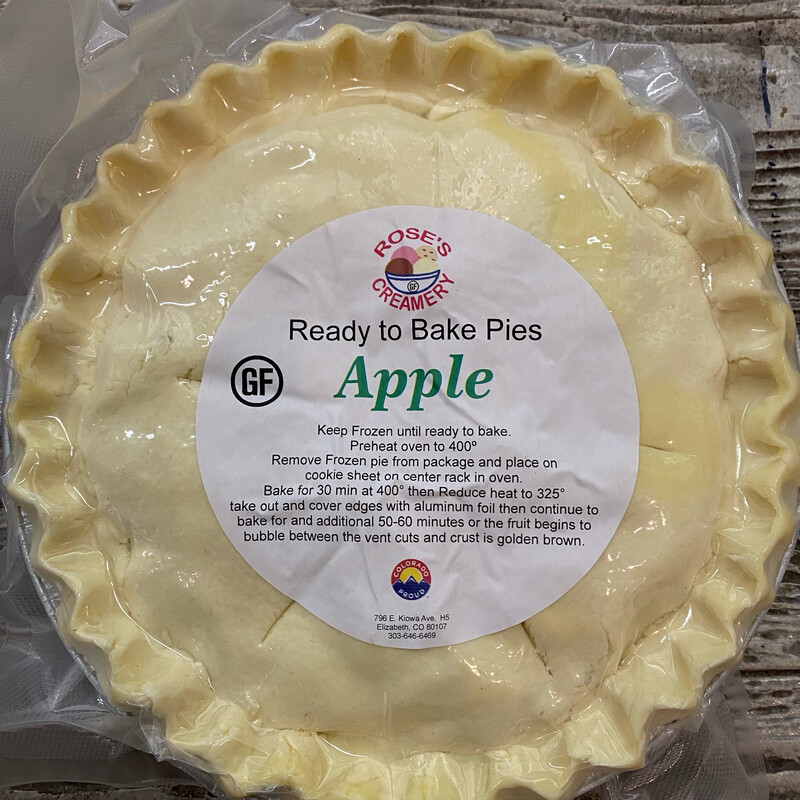 ROSE'S
GF
CREAMERY
Ready to Bake Pies
GF
Apple
Keep Frozen until ready to bake.
Preheat oven to 400º
Remove Frozen pie from package and place on
cookie sheet on center rack in oven.
Bake for 30 min at 400° then Reduce heat to 325°
take out and cover edges with aluminum foil then continue to
bake for and additional 50-60 minutes or the fruit begins to
bubble between the vent cuts and crust is golden brown.
COLORADO
PROUD
796 E. Kiowa Ave. H5
Elizabeth, CO 80107
303-646-6469